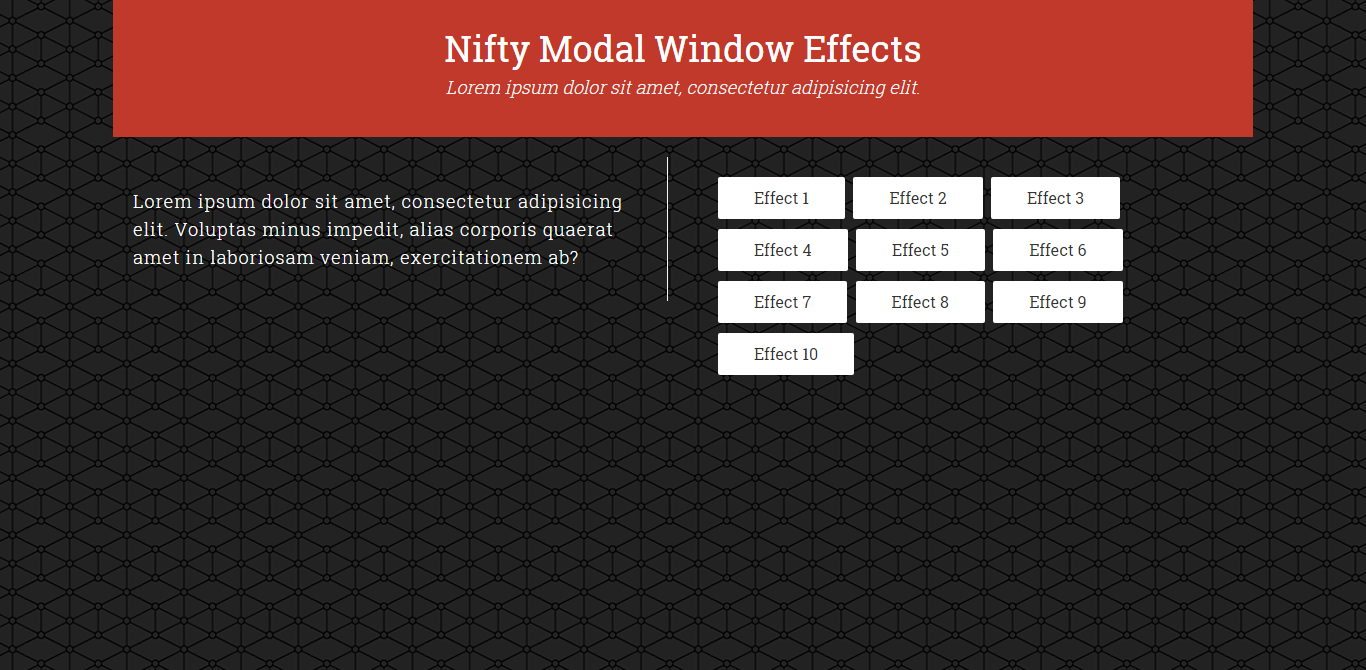 Nifty Modal Window Effects
Lorem ipsum dolor sit amet, consectetur adipisicing elit.
Lorem ipsum dolor sit amet, consectetur adipisicing
elit. Voluptas minus impedit, alias corporis quaerat
amet in laboriosam veniam, exercitationem ab?
Effect 1 Effect 2 Effect 3
Effect 4 Effect 5 Effect 6
Effect 7 Effect 8 Effect 9
Effect 10